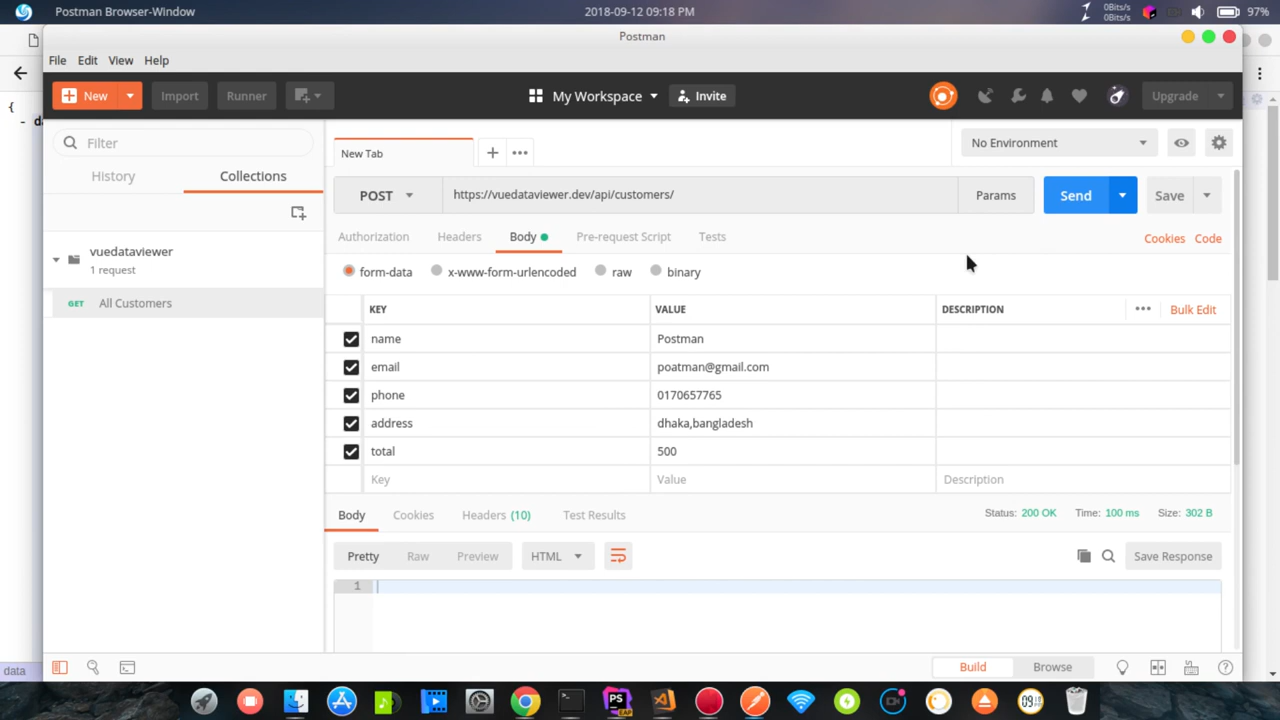 Postman Browser-Window
2018-09-12 09:18 PM
0Bits/s
0Bits/s
97%
Postman
File Edit View Help
{
New
Import
Runner
My Workspace
Invite
Upgrade
Filter
New Tab
No Environment
History
Collections
POST
https://vuedataviewer.dev/api/customers/
Params
Send
Save
Authorization
Headers
Body
Pre-request Script
Tests
Cookies
Code
vuedataviewer
1 request
form-data
x-www-form-urlencoded
raw
binary
GET All Customers
KEY VALUE DESCRIPTION
Bulk Edit
name Postman
email poatman@gmail.com
phone 0170657765
address dhaka,bangladesh
total 500
Key Value Description
Body
Cookies
Headers (10)
Test Results
Status: 200 OK
Time: 100 ms
Size: 302 B
Pretty
Raw
Preview
HTML
Save Response
1
data
Build
Browse
PS
EAP